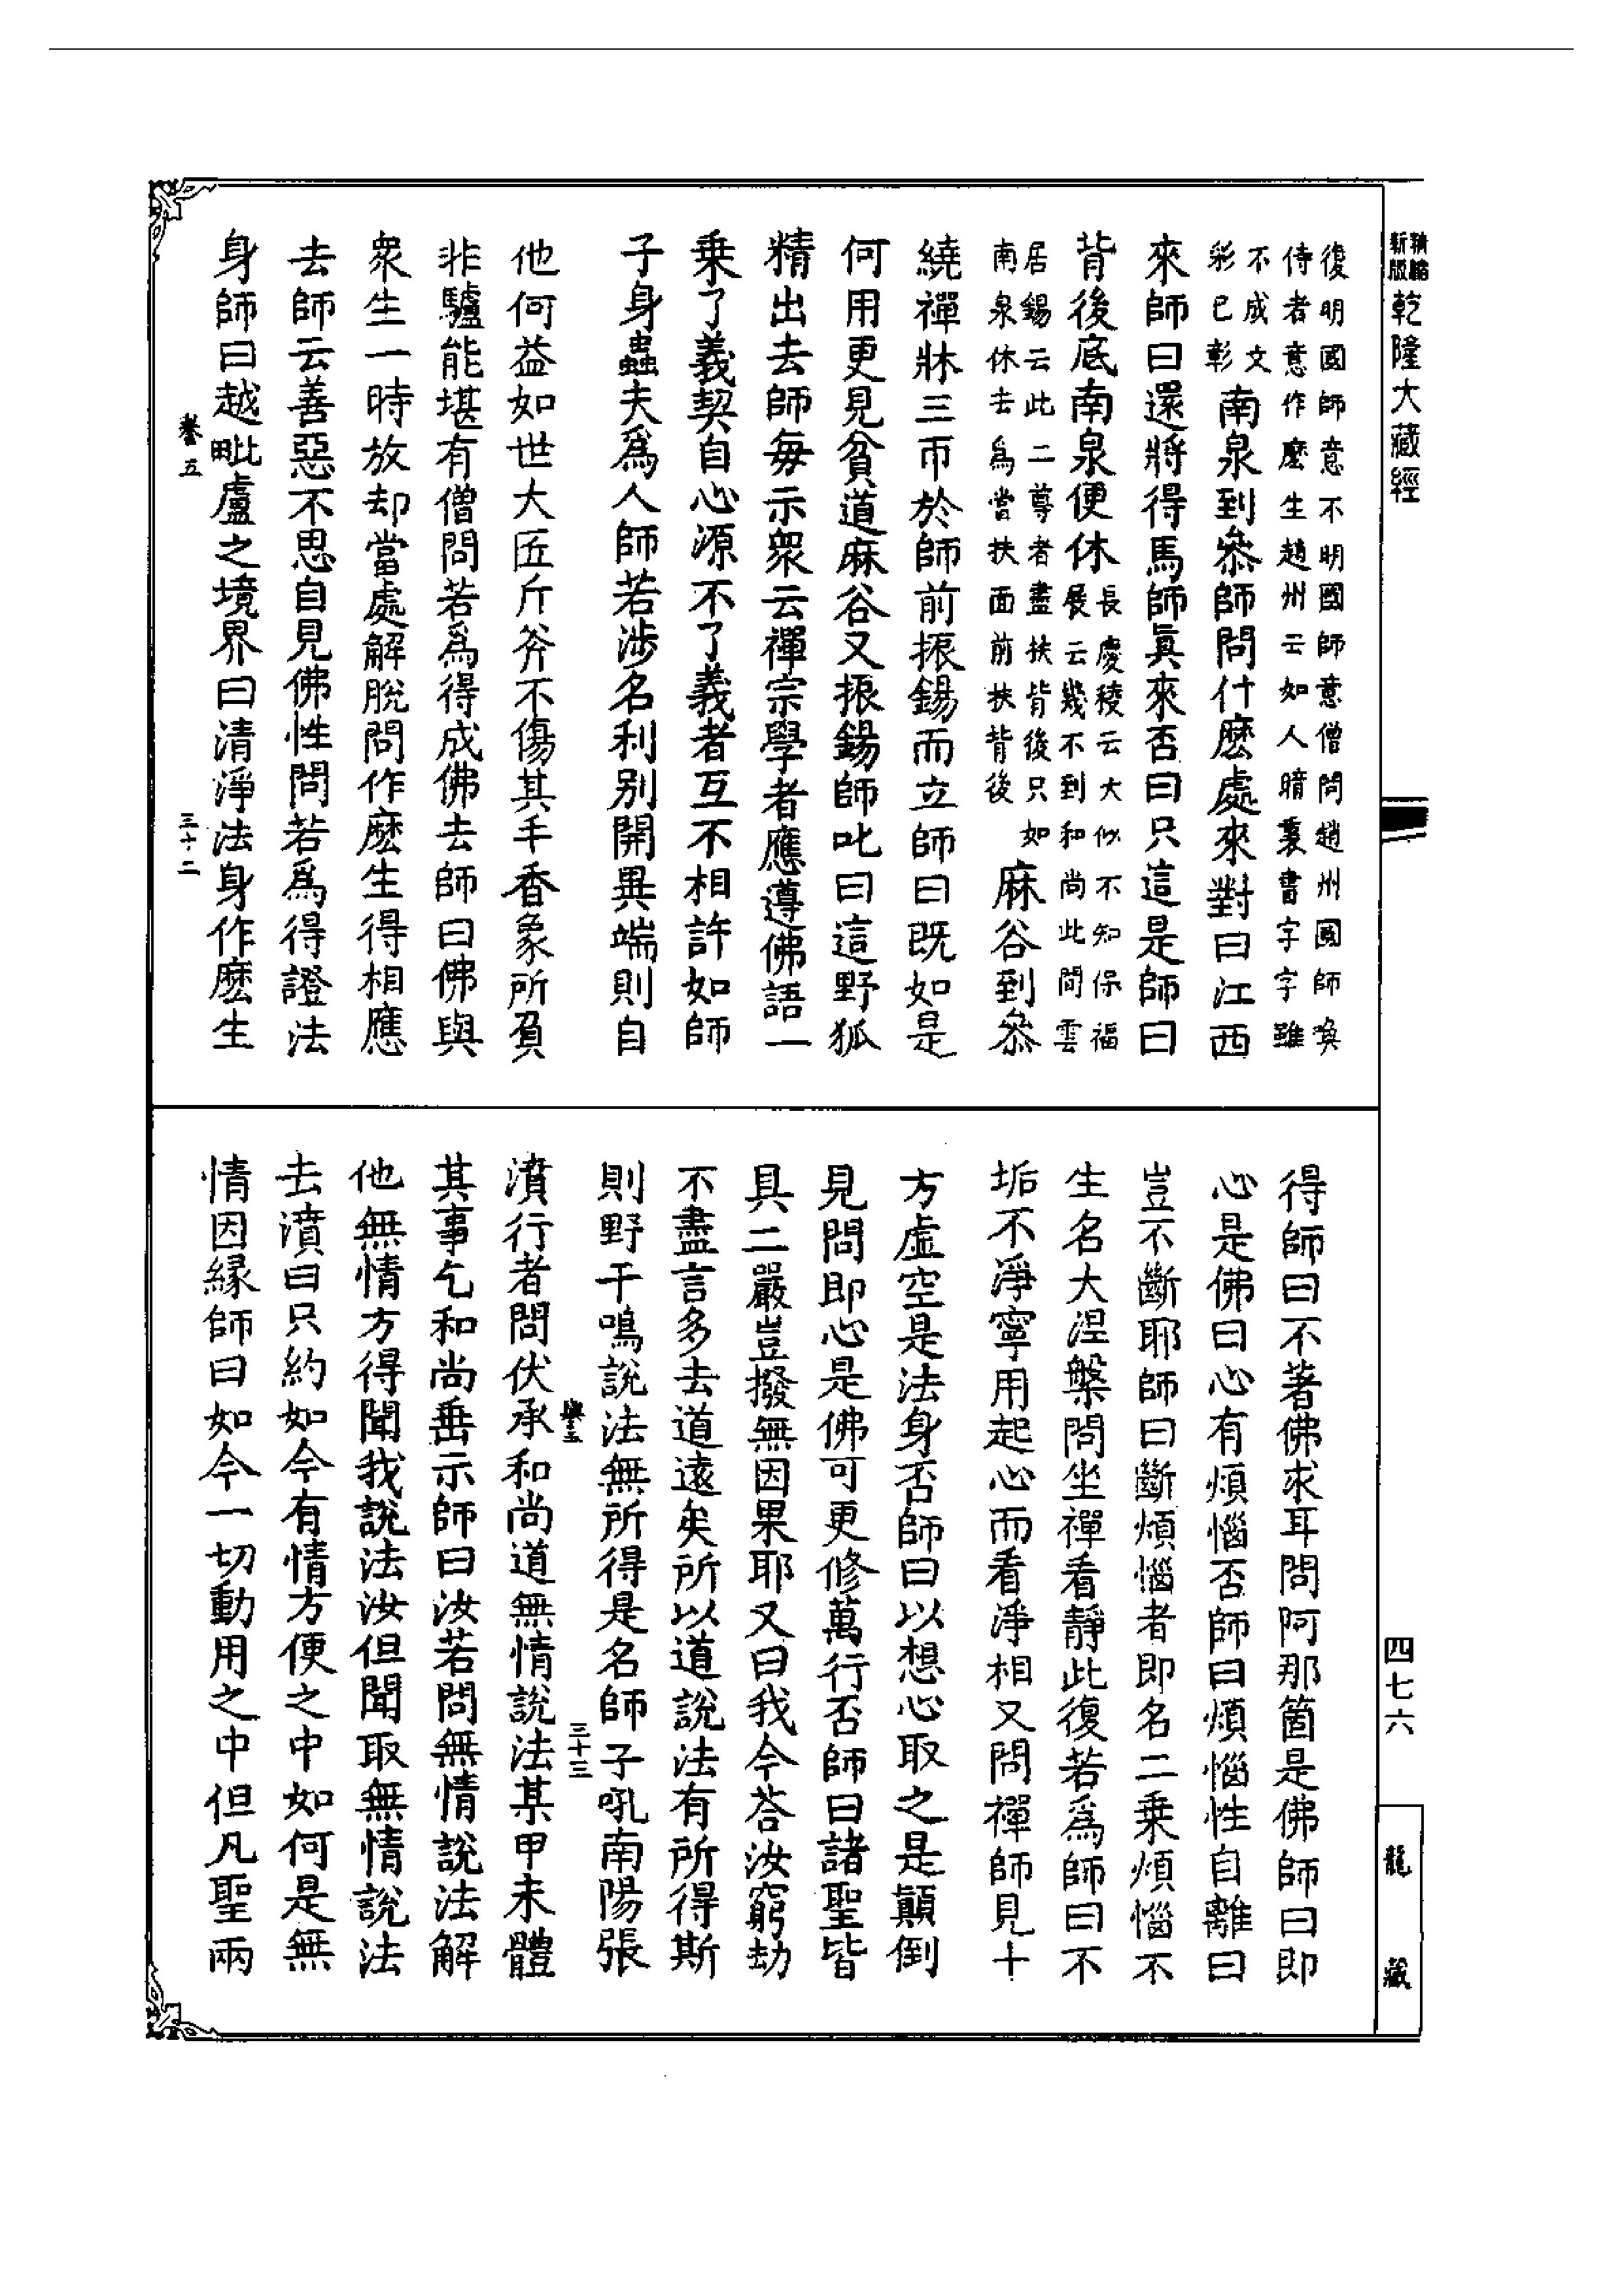 精縮新版乾隆大藏經
四七六
龍藏
後明國師意不明國師意僧問趙州國師喚
侍者意作麽生趙州云如人暗裏書字字雖
不成文
彩已彰
南泉到叅師問什麽處來對曰江西
來師曰還將得馬師眞來否曰只這是師曰
背後底南泉便休
長慶稜云大似不知保福
展云幾不到和尚此間雲
居錫云此二尊者盡扶背後只如
南泉休去爲當扶面前扶背後
麻谷到叅
繞禪牀三帀於師前振錫而立師曰既如是
何用更見貧道麻谷又振錫師叱曰這野狐
精出去師每示衆云禪宗學者應遵佛語一
乗了義契自心源不了義者互不相許如師
子身蟲夫爲人師若涉名利別開異端則自
他何益如世大匠斤斧不傷其手香象所負
非驢能堪有僧問若爲得成佛去師曰佛與
衆生一時放却當處解脫問作麽生得相應
去師云善惡不思自見佛性問若爲得證法
身師曰越毗盧之境界曰清淨法身作麽生
轝五
三十二
得師曰不著佛求耳問阿那箇是佛師曰即
心是佛曰心有煩惱否師曰煩惱性自離曰
豈不斷耶師曰斷煩惱者即名二乗煩惱不
生名大涅槃問坐禪看靜此復若爲師曰不
垢不淨寧用起心而看淨相又問禪師見十
方虛空是法身否師曰以想心取之是顛倒
見問即心是佛可更修萬行否師曰諸聖皆
具二嚴豈撥無因果耶又曰我今荅汝窮劫
不盡言多去道遠矣所以道說法有所得斯
則野干鳴說法無所得是名師子吼南陽張
轝五
三十三
濆行者問伏承和尚道無情說法某甲未體
其事乞和尚垂示師曰汝若問無情說法解
他無情方得聞我說法汝但聞取無情說法
去濆曰只約如今有情方便之中如何是無
情因縁師曰如今一切動用之中但凡聖兩